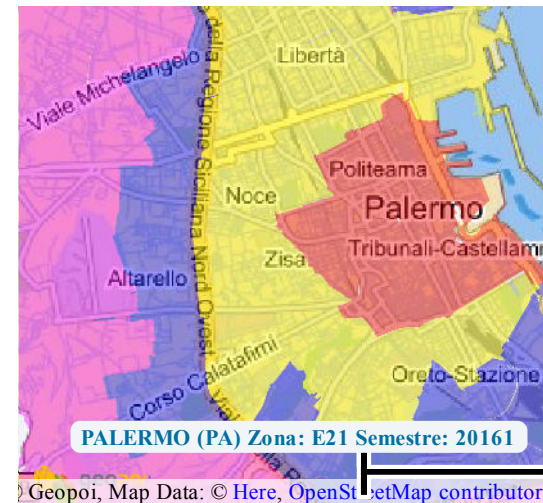 Libertà
Viale Michelangelo
della Regione Siciliana Nord Ovest
Politeama
Noce
Palermo
Tribunali-Castellamm
Zisa
Altarello
Corso Calatafimi
Oreto-Stazione
PALERMO (PA) Zona: E21 Semestre: 20161
Geopoi, Map Data: © Here, OpenSt etMap contributor